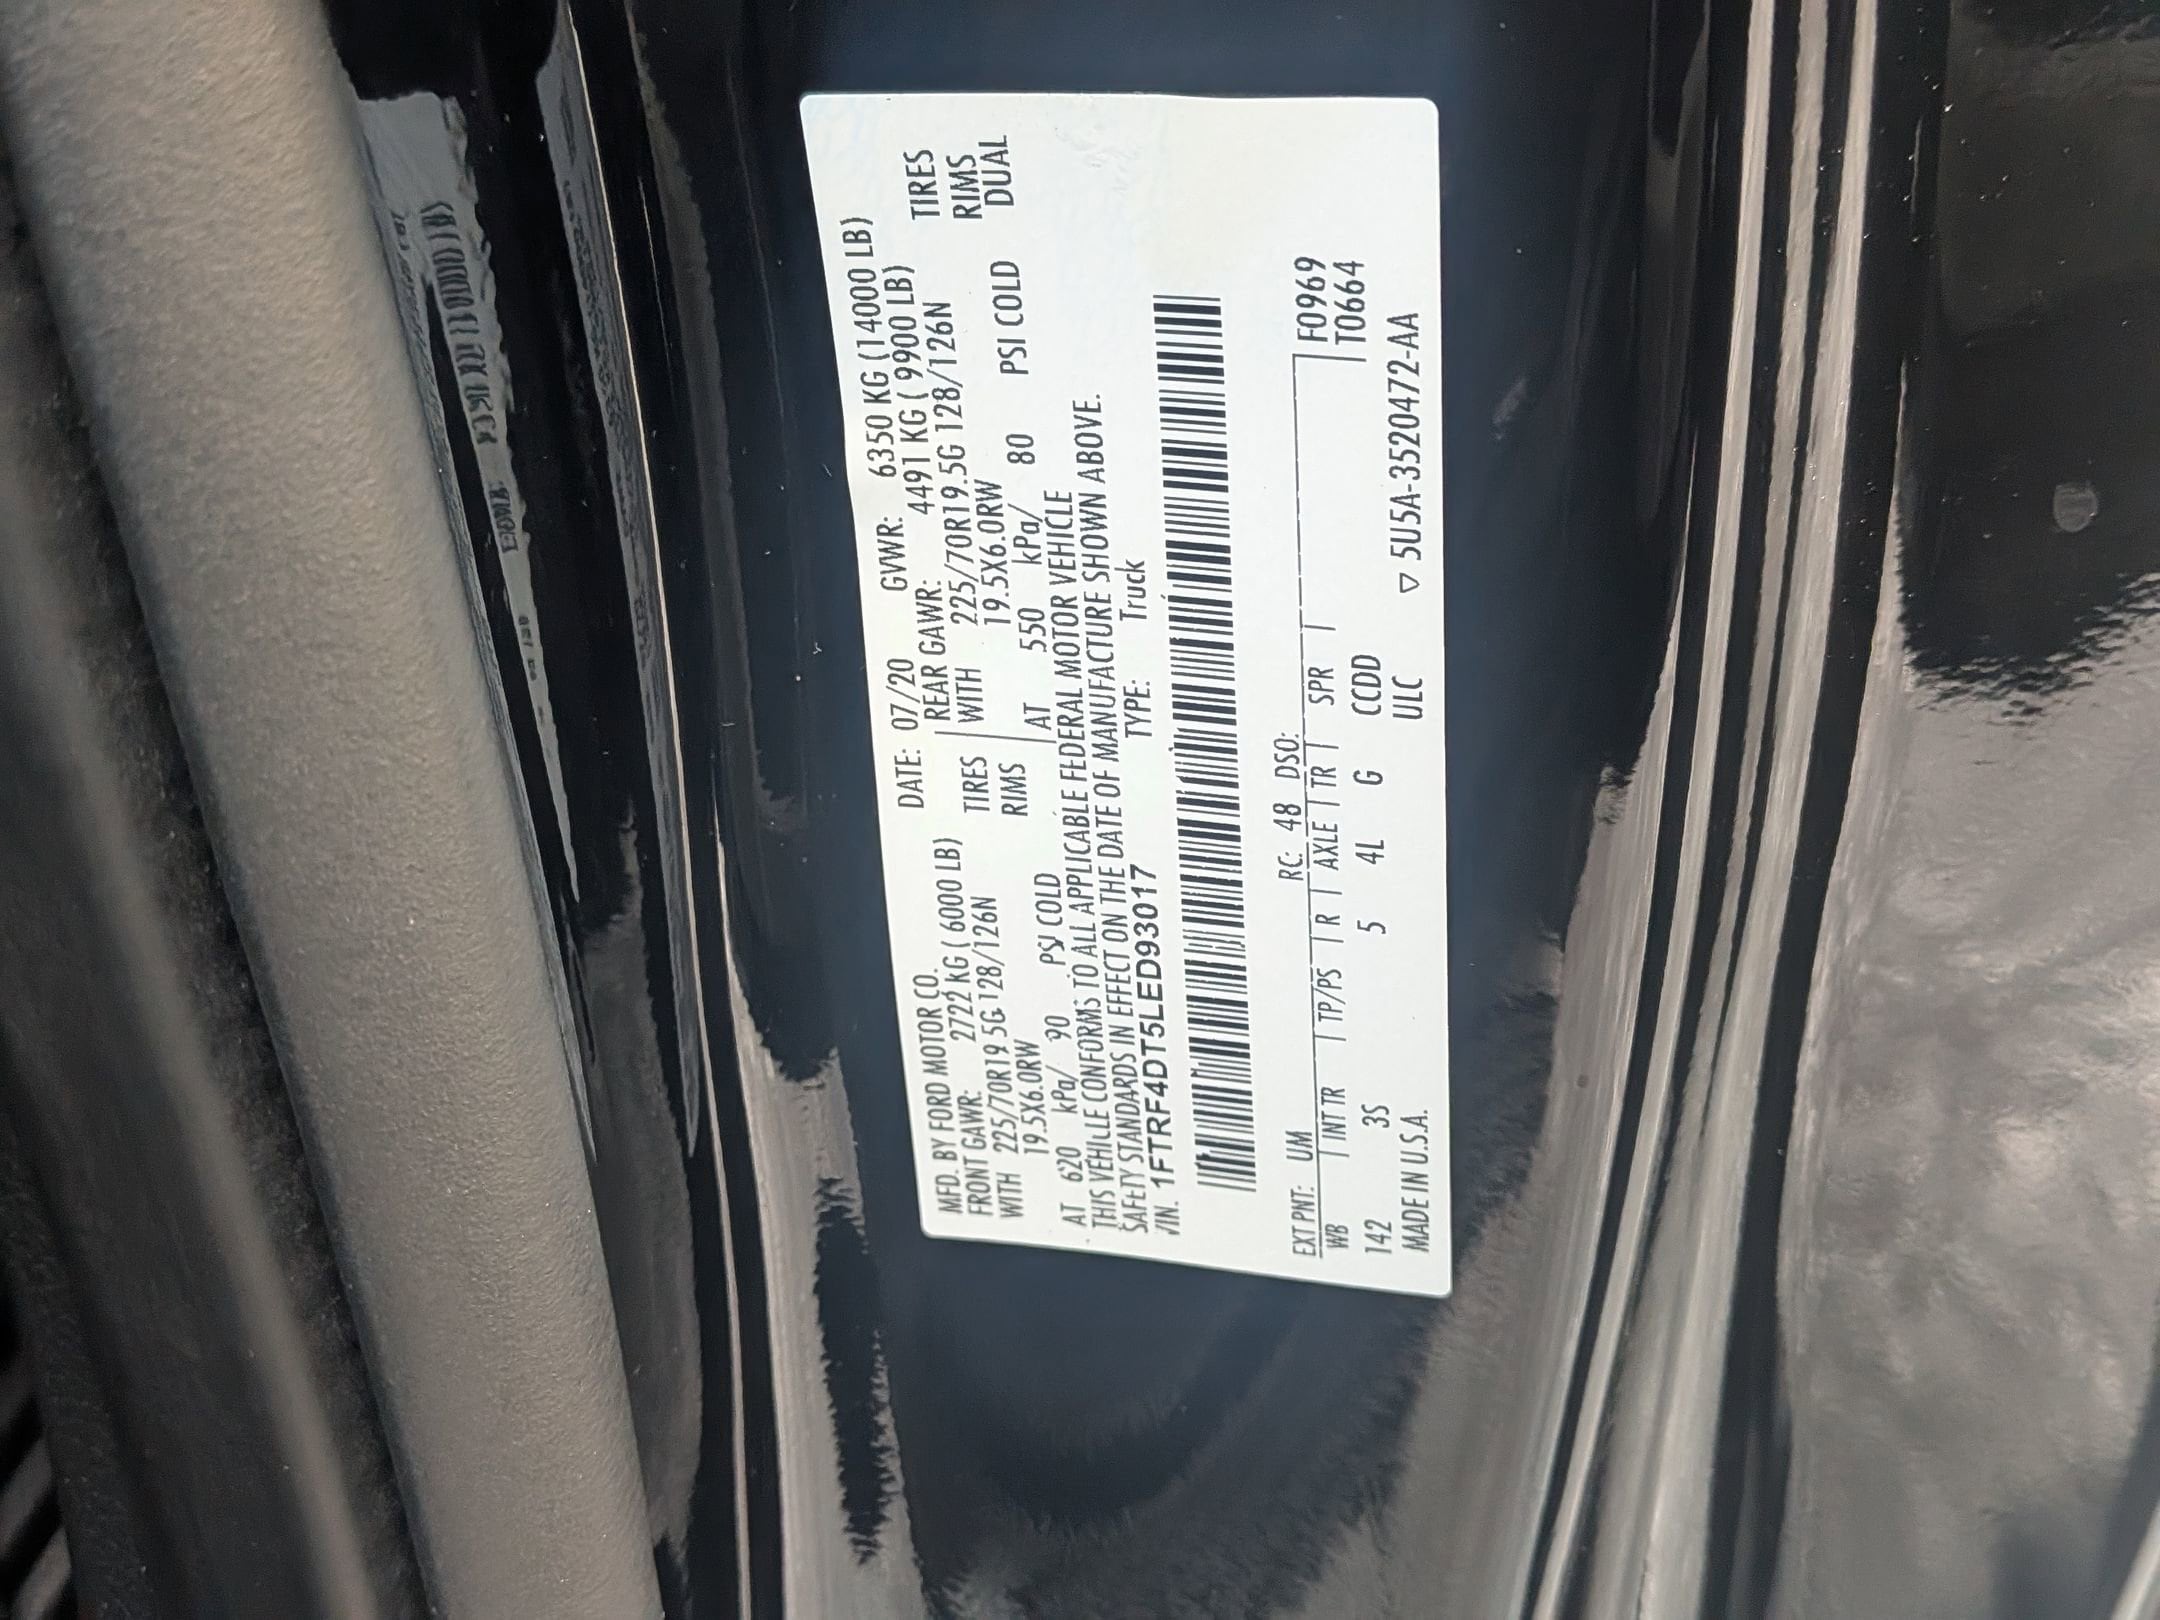 MFD. BY FORD MOTOR CO. DATE: 07/20 GVWR: 6350 KG (14000 LB)
FRONT GAWR: 2722 KG ( 6000 LB) REAR GAWR: 4491 KG ( 9900 LB)
WITH 225/70R19.5G 128/126N TIRES WITH 225/70R19.5G 128/126N TIRES
19.5X6.0RW RIMS 19.5X6.0RW RIMS
AT 620 kPa/ 90 PSI COLD AT 550 kPa/ 80 PSI COLD DUAL
THIS VEHICLE CONFORMS TO ALL APPLICABLE FEDERAL MOTOR VEHICLE
SAFETY STANDARDS IN EFFECT ON THE DATE OF MANUFACTURE SHOWN ABOVE.
VIN: 1FTRF4DT5LED93017 TYPE: Truck
EXT PNT: UM RC: 48 DSO: F0969
WB INT TR TP/PS R AXLE TR SPR T0664
142 3S 5 4L G CCDD
MADE IN U.S.A. ULC ▽ 5U5A-3520472-AA